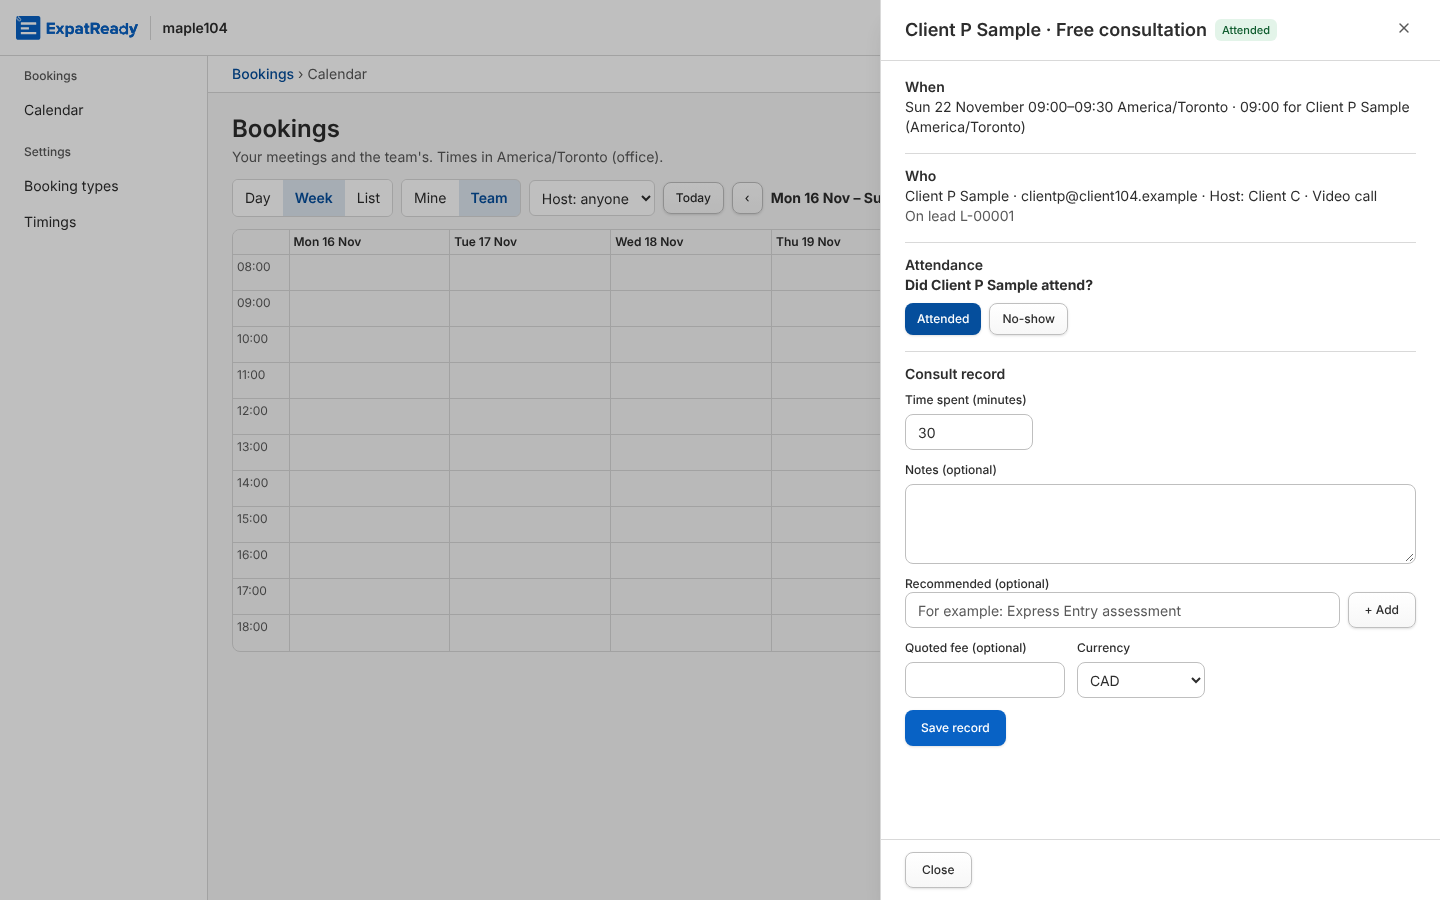 ExpatReady
maple104
Bookings
Calendar
Settings
Booking types
Timings
Bookings › Calendar
Bookings
Your meetings and the team's. Times in America/Toronto (office).
Day Week List Mine Team Host: anyone Today ‹ Mon 16 Nov – Su
Mon 16 Nov Tue 17 Nov Wed 18 Nov Thu 19 Nov
08:00
09:00
10:00
11:00
12:00
13:00
14:00
15:00
16:00
17:00
18:00
Client P Sample · Free consultation Attended ×
When
Sun 22 November 09:00–09:30 America/Toronto · 09:00 for Client P Sample
(America/Toronto)
Who
Client P Sample · clientp@client104.example · Host: Client C · Video call
On lead L-00001
Attendance
Did Client P Sample attend?
Attended No-show
Consult record
Time spent (minutes)
30
Notes (optional)
Recommended (optional)
For example: Express Entry assessment + Add
Quoted fee (optional) Currency
CAD
Save record
Close